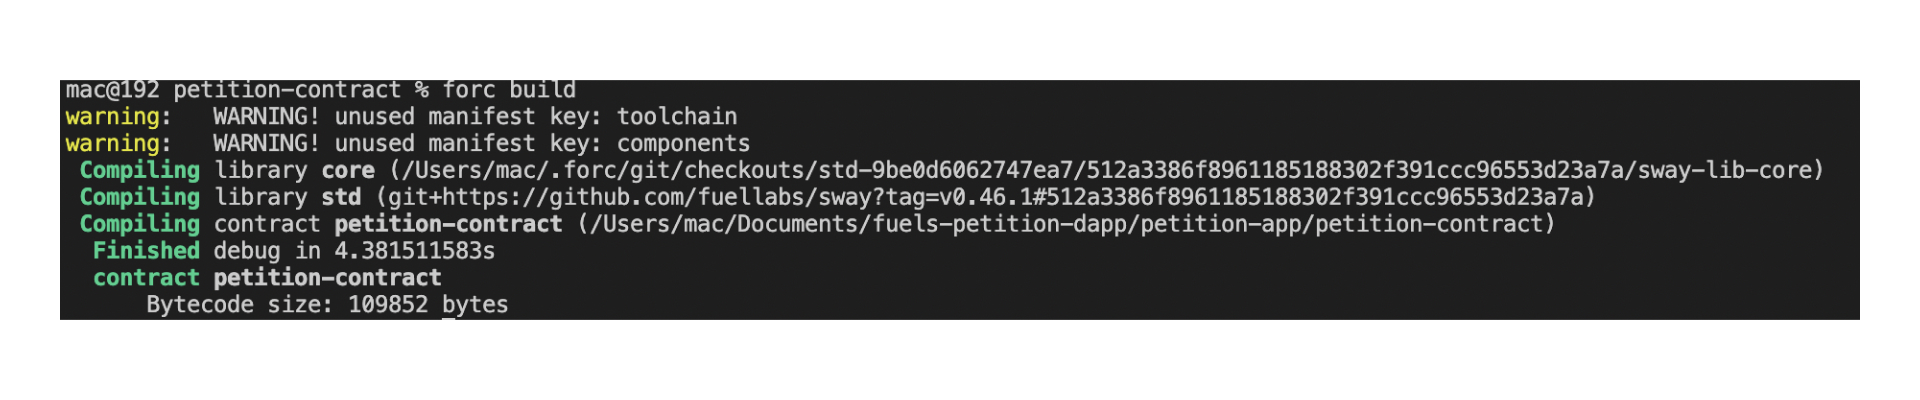 mac@192 petition-contract % forc build
warning:   WARNING! unused manifest key: toolchain
warning:   WARNING! unused manifest key: components
 Compiling library core (/Users/mac/.forc/git/checkouts/std-9be0d6062747ea7/512a3386f8961185188302f391ccc96553d23a7a/sway-lib-core)
 Compiling library std (git+https://github.com/fuellabs/sway?tag=v0.46.1#512a3386f8961185188302f391ccc96553d23a7a)
 Compiling contract petition-contract (/Users/mac/Documents/fuels-petition-dapp/petition-app/petition-contract)
  Finished debug in 4.381511583s
  contract petition-contract
      Bytecode size: 109852 bytes